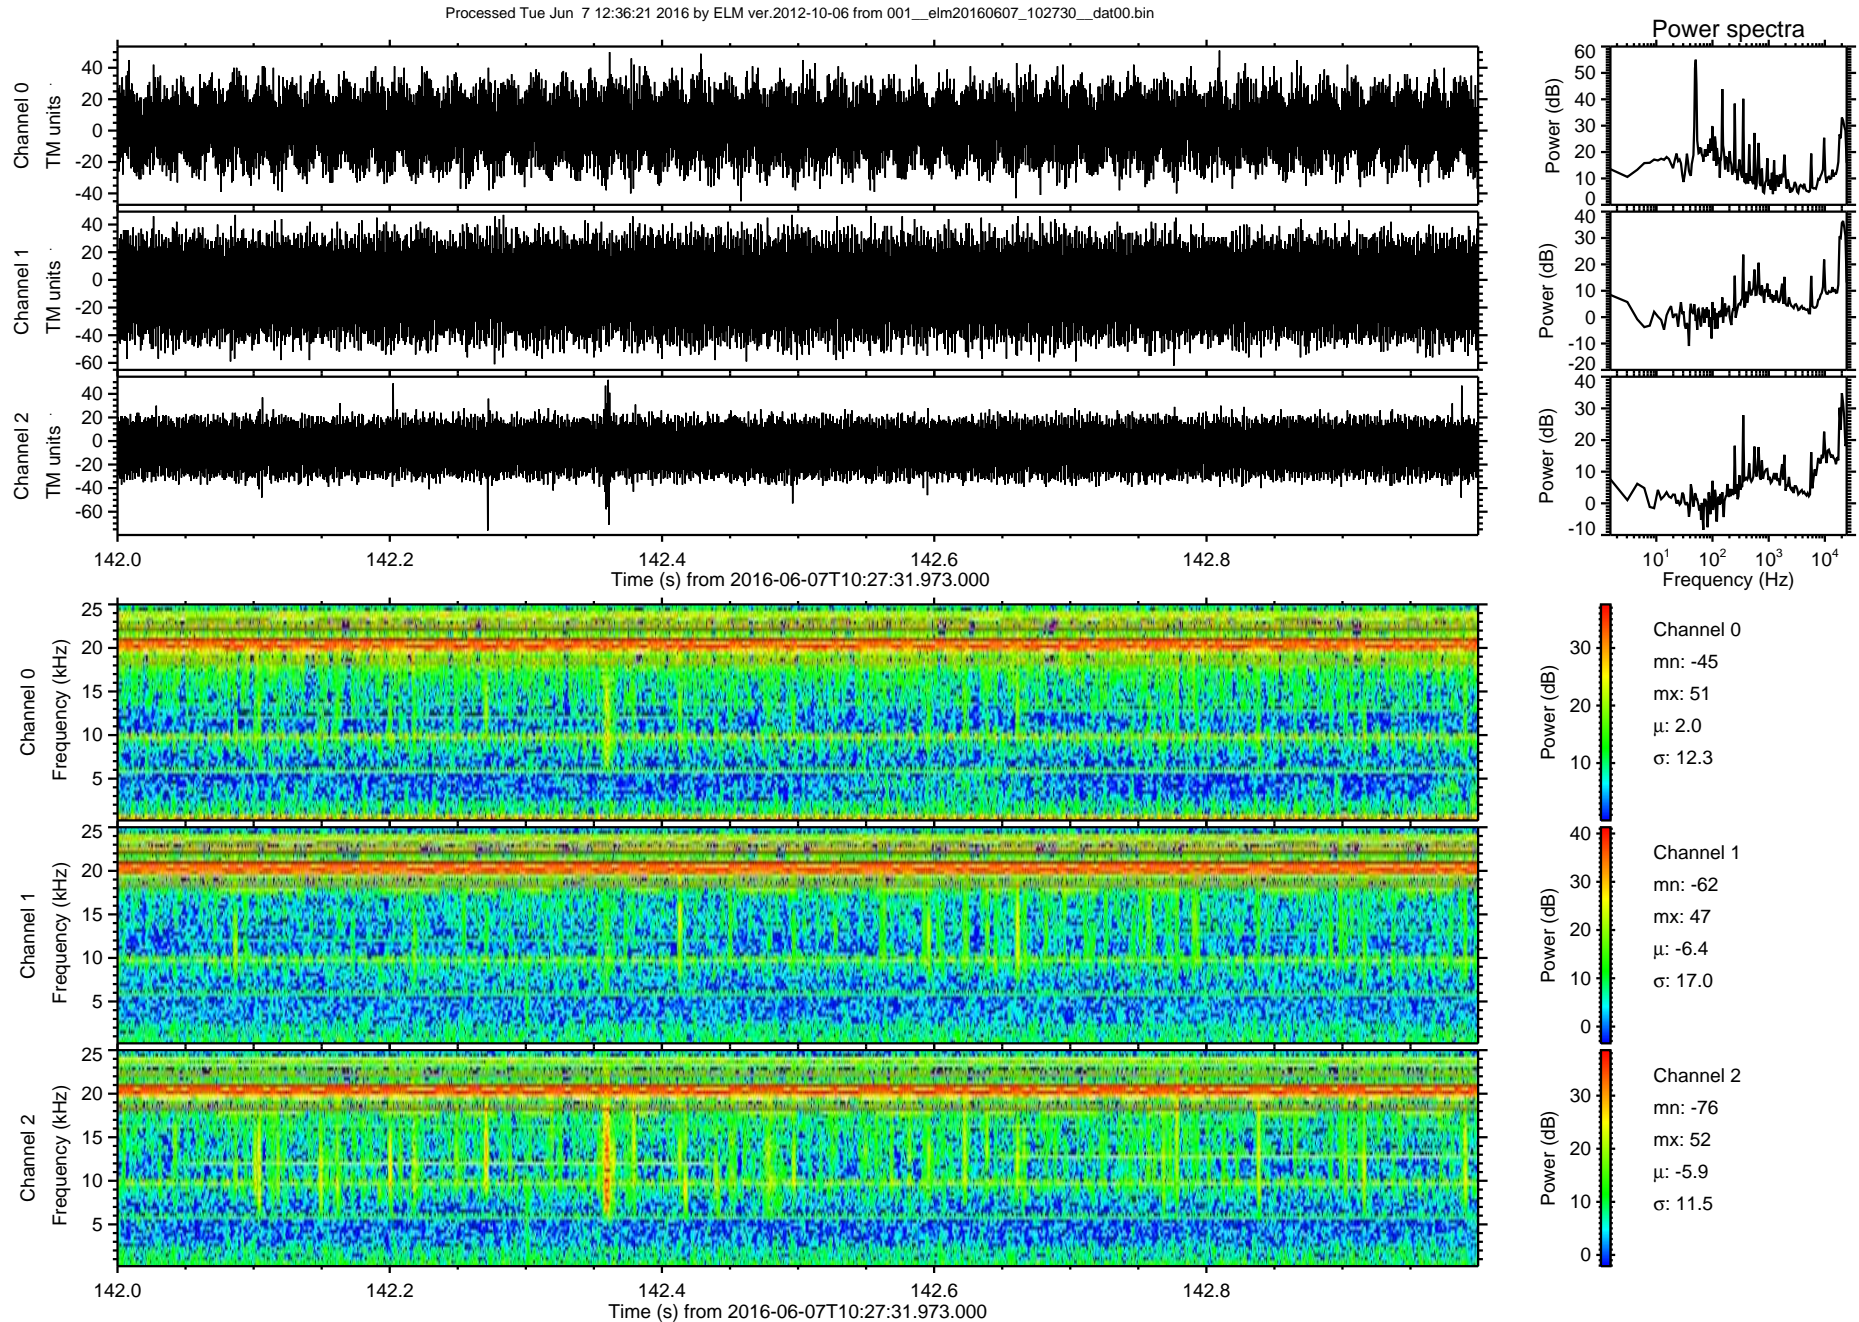 Processed Tue Jun 7 12:36:21 2016 by ELM ver.2012-10-06 from 001__elm20160607_102730__dat00.bin
Power spectra
Channel 0
TM units
40
20
0
-20
-40
Power (dB)
60
50
40
30
20
10
0
Channel 1
TM units
40
20
0
-20
-40
-60
Power (dB)
40
30
20
10
0
-10
-20
Channel 2
TM units
40
20
0
-20
-40
-60
Power (dB)
40
30
20
10
0
-10
142.0 142.2 142.4 142.6 142.8
Time (s) from 2016-06-07T10:27:31.973.000
10^1 10^2 10^3 10^4
Frequency (Hz)
Channel 0
Frequency (kHz)
25
20
15
10
5
Power (dB)
30
20
10
Channel 0
mn: -45
mx: 51
μ: 2.0
σ: 12.3
Channel 1
Frequency (kHz)
25
20
15
10
5
Power (dB)
40
30
20
10
0
Channel 1
mn: -62
mx: 47
μ: -6.4
σ: 17.0
Channel 2
Frequency (kHz)
25
20
15
10
5
Power (dB)
30
20
10
0
Channel 2
mn: -76
mx: 52
μ: -5.9
σ: 11.5
142.0 142.2 142.4 142.6 142.8
Time (s) from 2016-06-07T10:27:31.973.000